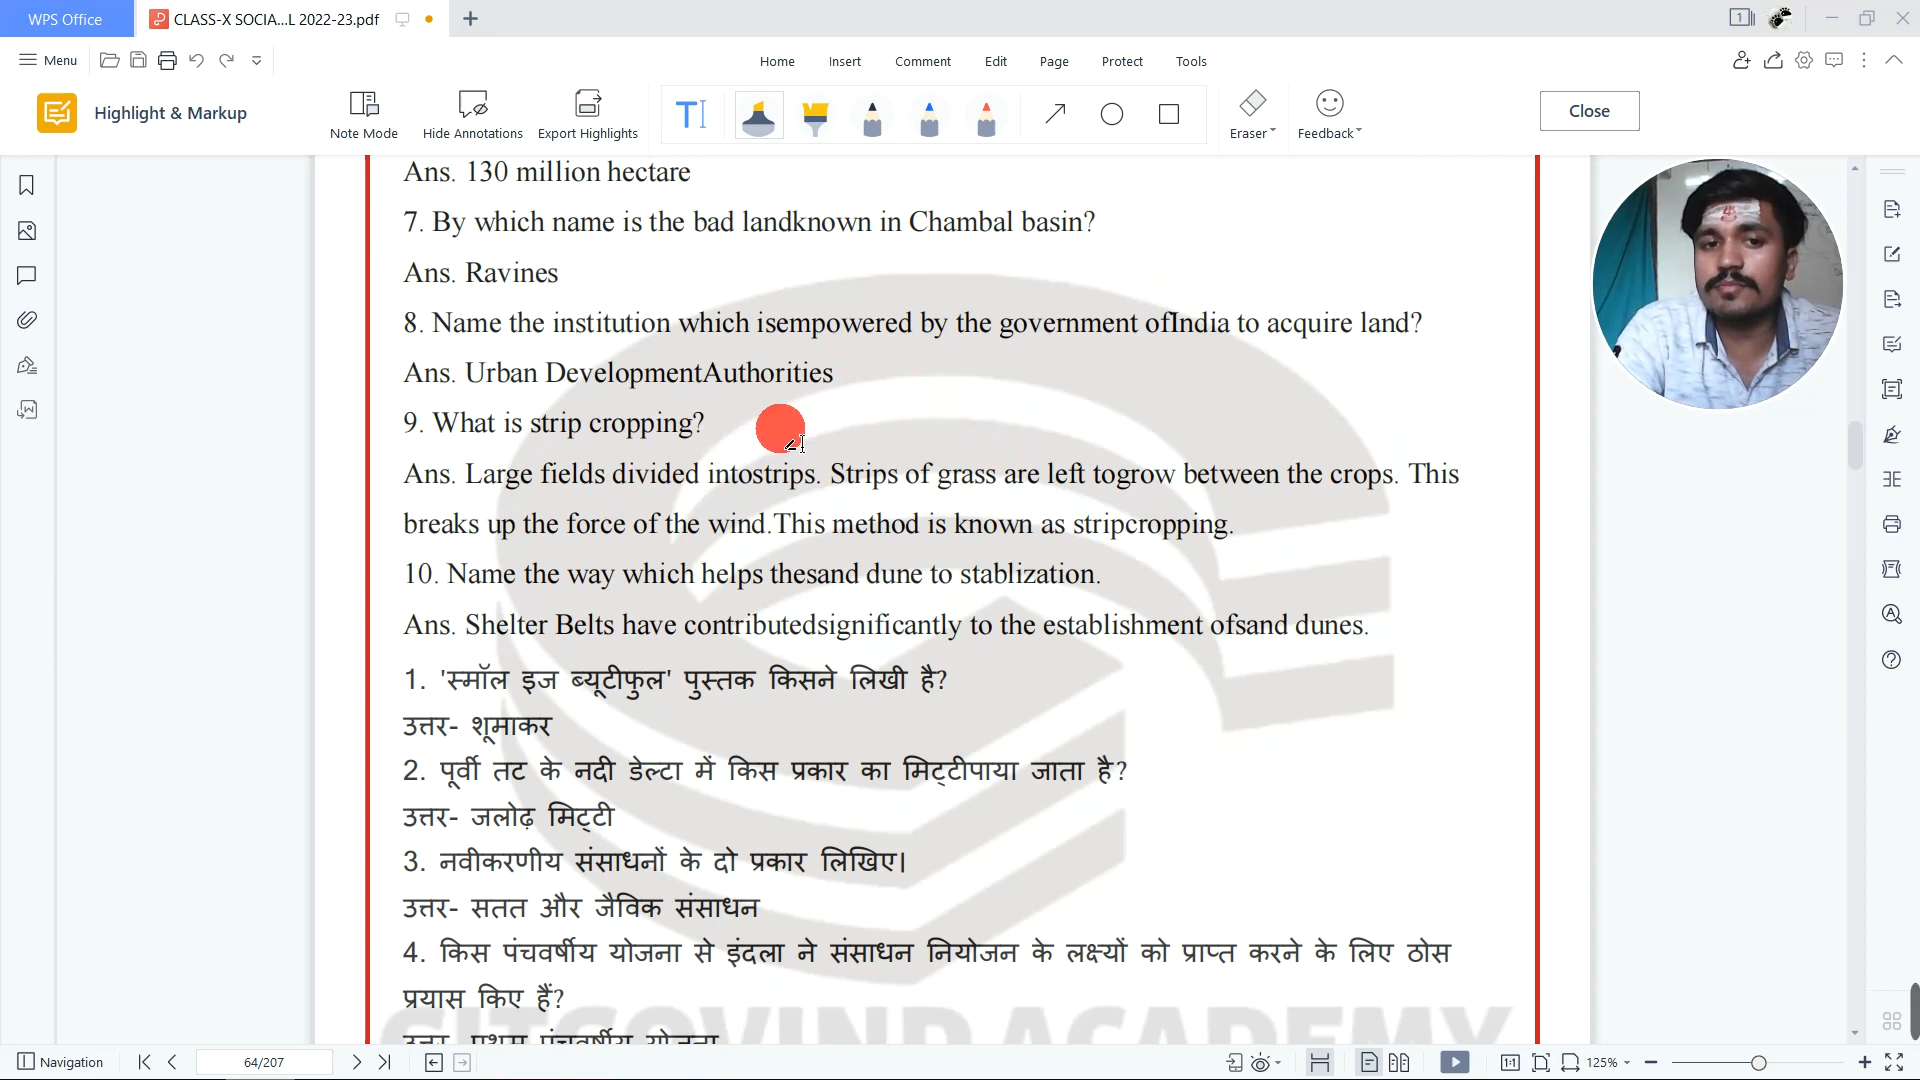 WPS Office
CLASS-X SOCIA...L 2022-23.pdf
Menu
Home Insert Comment Edit Page Protect Tools
Highlight & Markup
Note Mode Hide Annotations Export Highlights Eraser Feedback Close
Ans. 130 million hectare
7. By which name is the bad landknown in Chambal basin?
Ans. Ravines
8. Name the institution which isempowered by the government ofIndia to acquire land?
Ans. Urban DevelopmentAuthorities
9. What is strip cropping?
Ans. Large fields divided intostrips. Strips of grass are left togrow between the crops. This
breaks up the force of the wind.This method is known as stripcropping.
10. Name the way which helps thesand dune to stablization.
Ans. Shelter Belts have contributedsignificantly to the establishment ofsand dunes.
1. 'स्मॉल इज ब्यूटीफुल' पुस्तक किसने लिखी है?
उत्तर- शूमाकर
2. पूर्वी तट के नदी डेल्टा में किस प्रकार का मिट्टीपाया जाता है?
उत्तर- जलोढ़ मिट्टी
3. नवीकरणीय संसाधनों के दो प्रकार लिखिए।
उत्तर- सतत और जैविक संसाधन
4. किस पंचवर्षीय योजना से इंदला ने संसाधन नियोजन के लक्ष्यों को प्राप्त करने के लिए ठोस
प्रयास किए हैं?
उत्तर- प्रथम पंचवर्षीय योजना
Navigation 64/207 125%